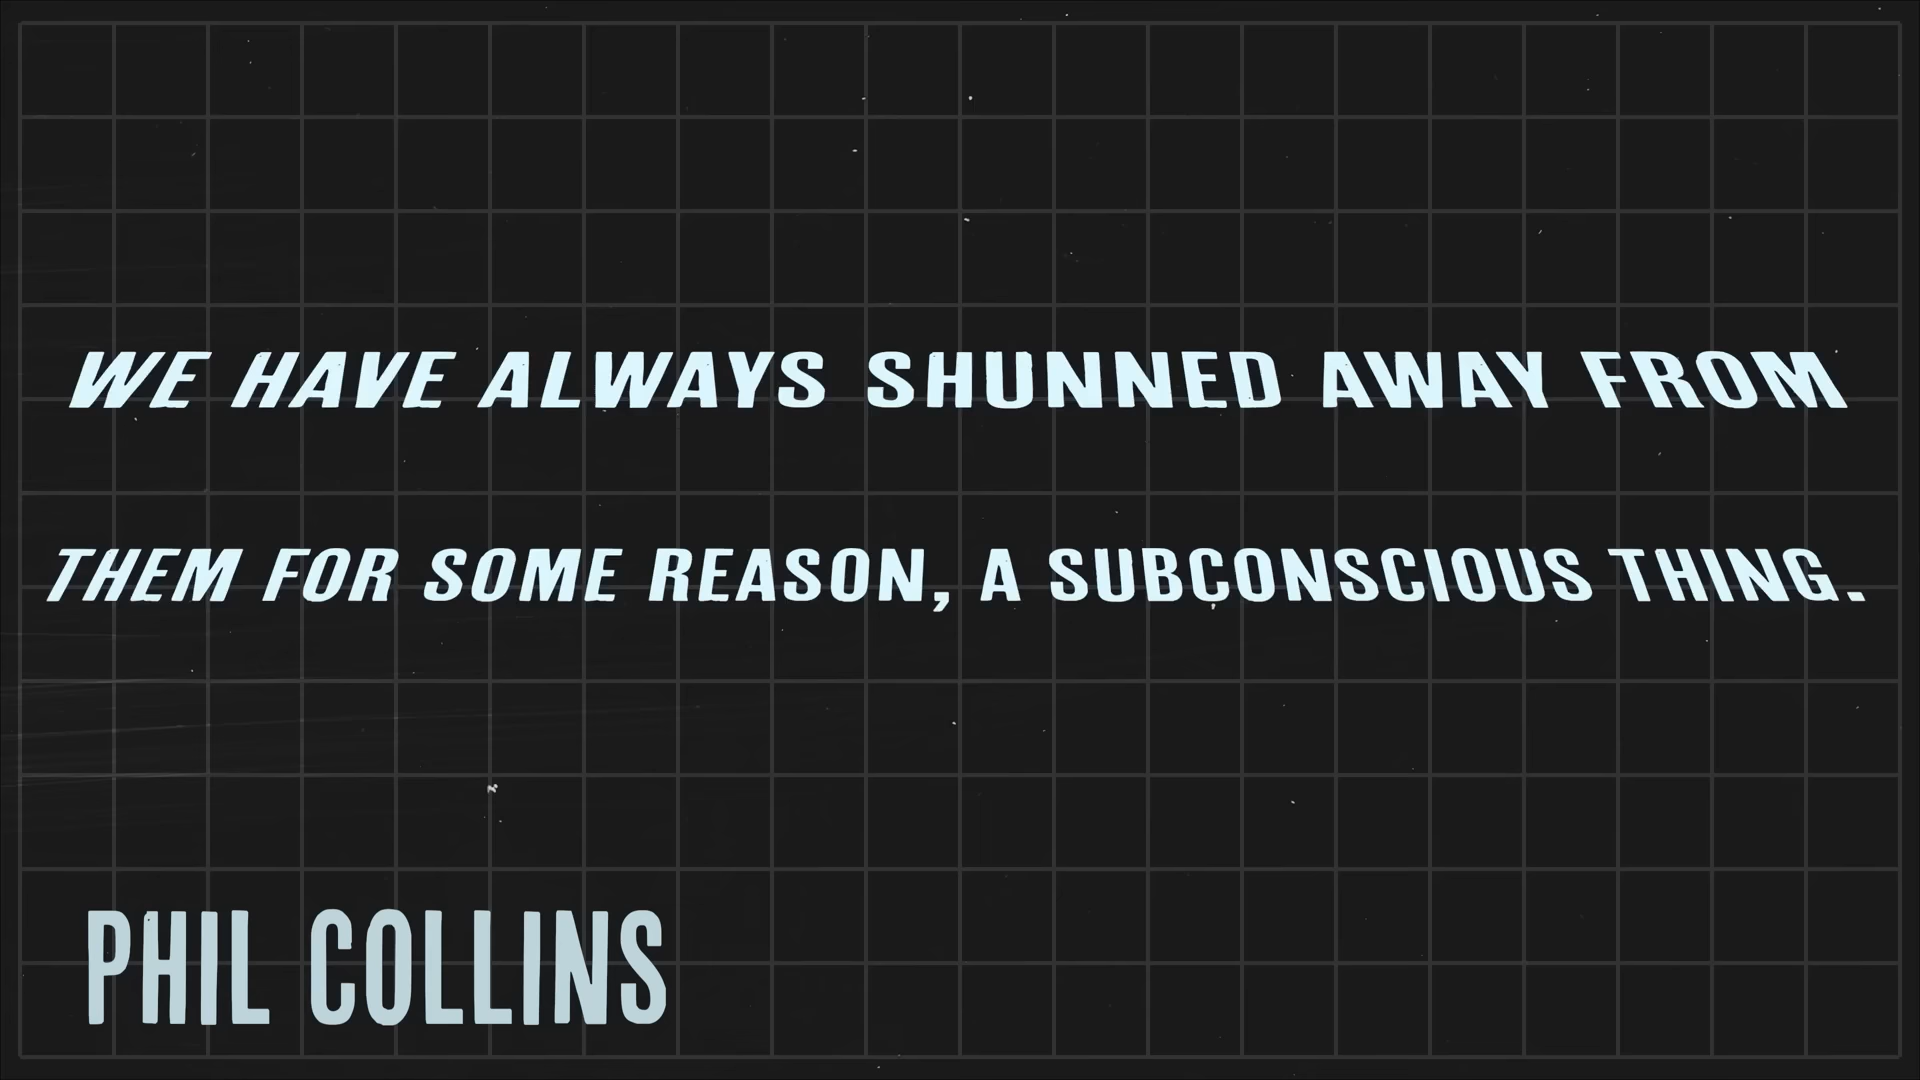 WE HAVE ALWAYS SHUNNED AWAY FROM
THEM FOR SOME REASON, A SUBCONSCIOUS THING.
PHIL COLLINS